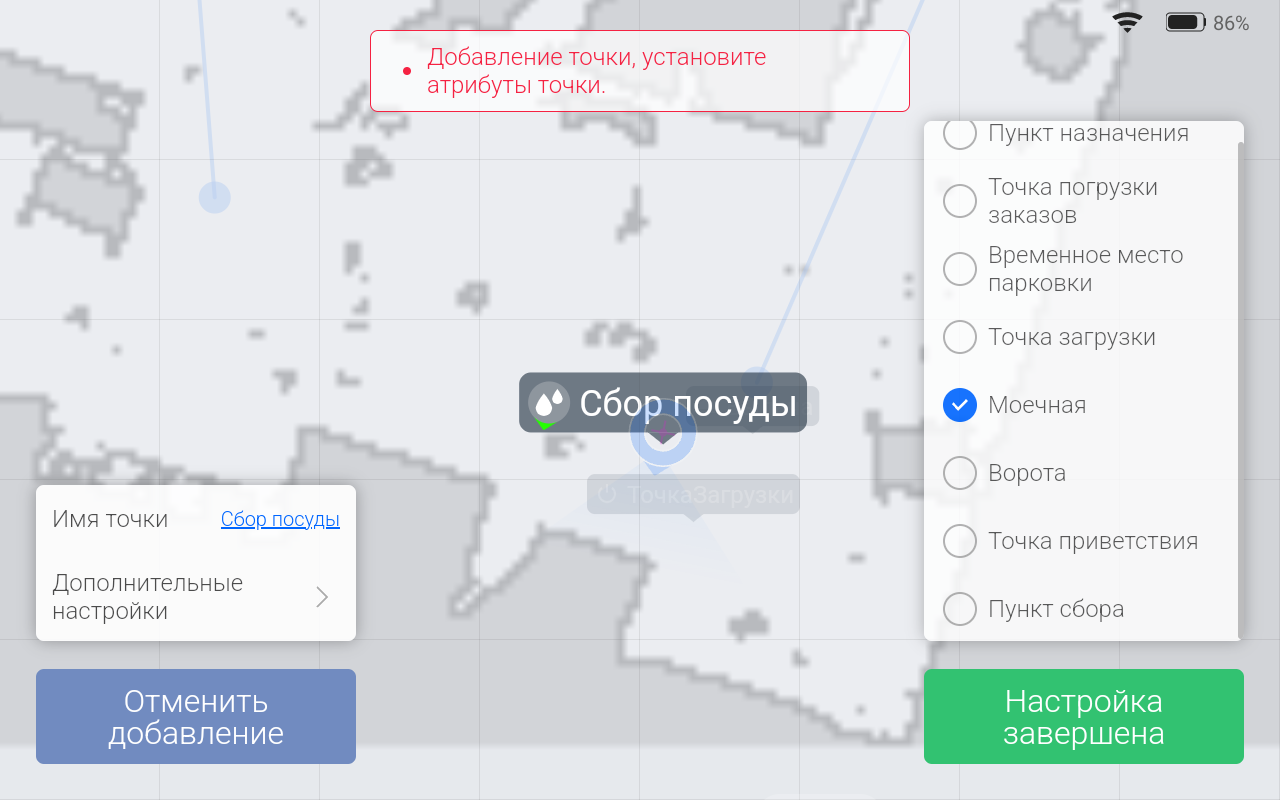 86%
Добавление точки, установите
атрибуты точки.
Пункт назначения
Точка погрузки
заказов
Временное место
парковки
Точка загрузки
Моечная
Ворота
Точка приветствия
Пункт сбора
Сбор посуды
ТочкаЗагрузки
Имя точки
Сбор посуды
Дополнительные
настройки
Отменить
добавление
Настройка
завершена